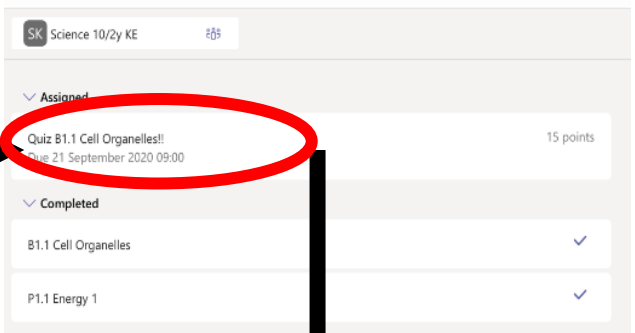 SK Science 10/2y KE
Assigned
Quiz B1.1 Cell Organelles!!
Due 21 September 2020 09:00
15 points
Completed
B1.1 Cell Organelles
P1.1 Energy 1